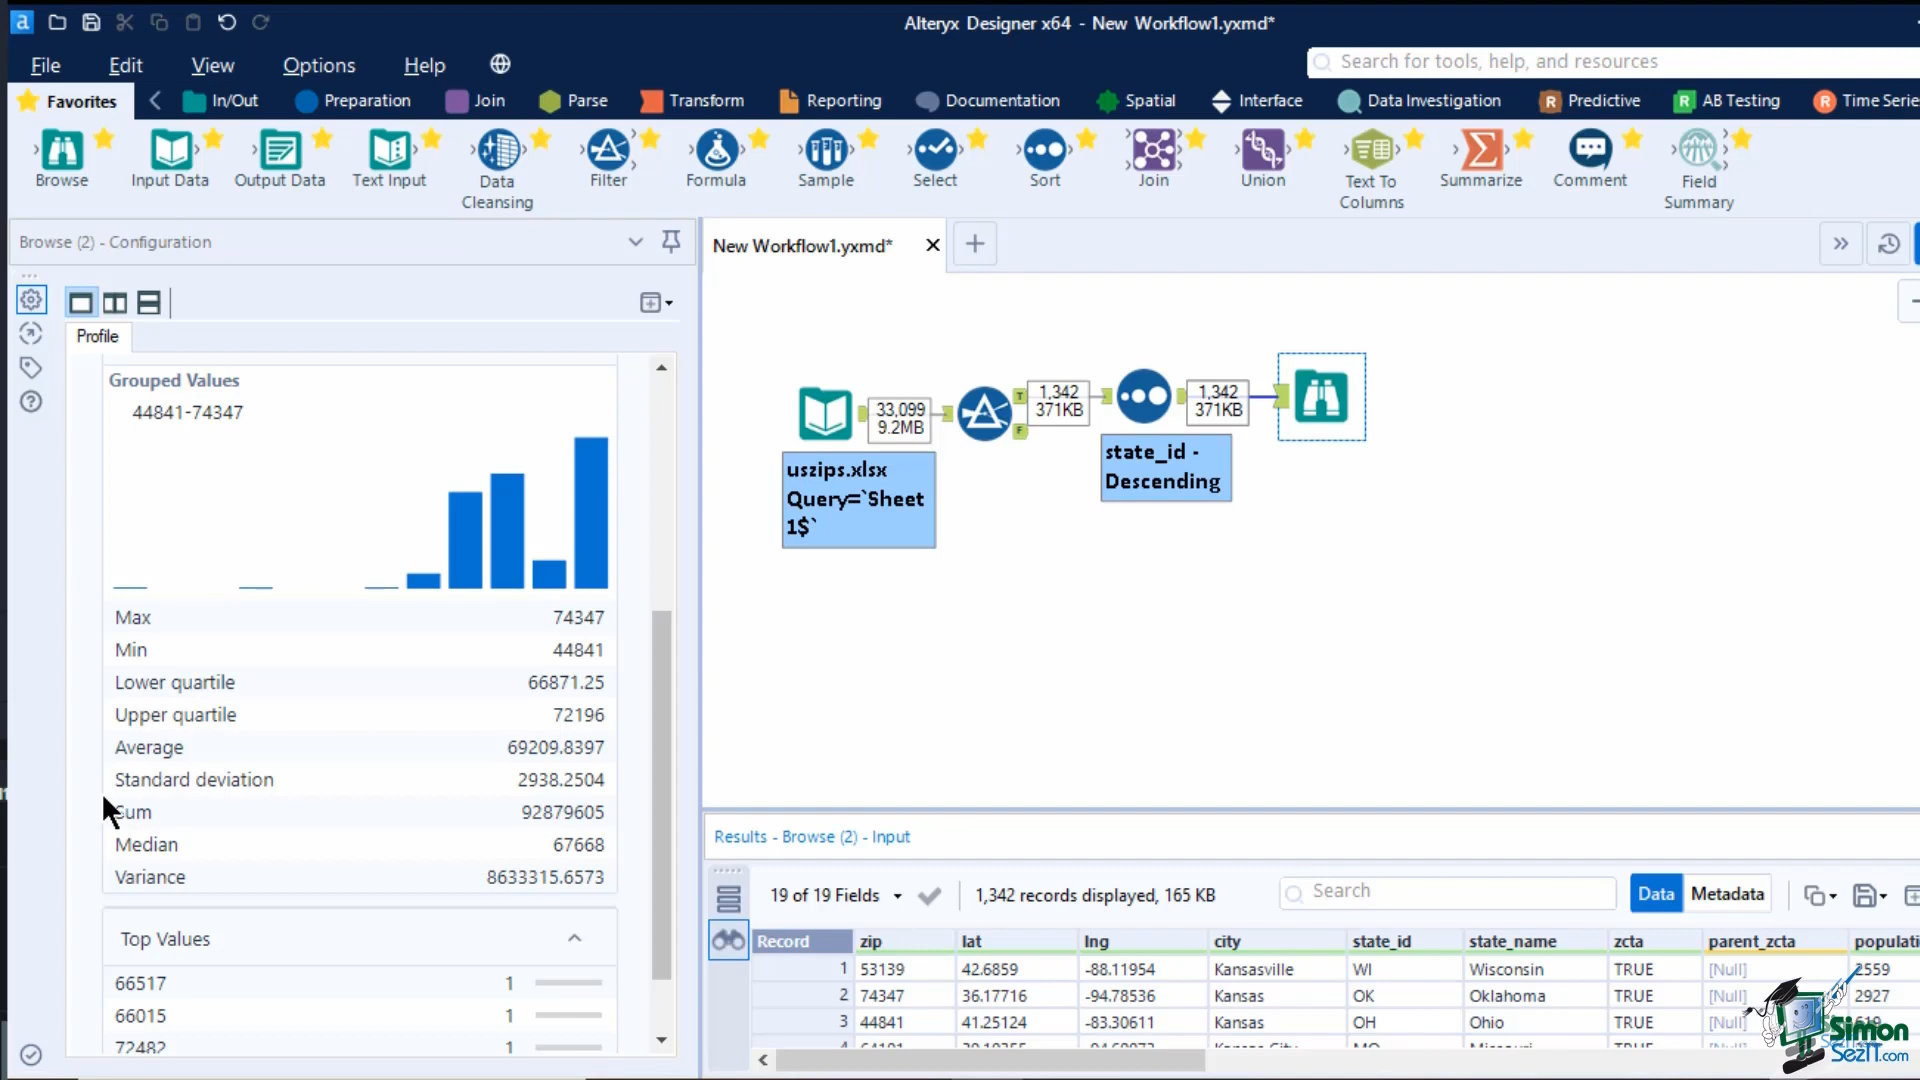 Alteryx Designer x64 - New Workflow1.yxmd*
File Edit View Options Help
Search for tools, help, and resources
Favorites In/Out Preparation Join Parse Transform Reporting Documentation Spatial Interface Data Investigation Predictive AB Testing Time Serie
Browse Input Data Output Data Text Input Data Cleansing Filter Formula Sample Select Sort Join Union Text To Columns Summarize Comment Field Summary
Browse (2) - Configuration
New Workflow1.yxmd*
Profile
Grouped Values
44841-74347
Max 74347
Min 44841
Lower quartile 66871.25
Upper quartile 72196
Average 69209.8397
Standard deviation 2938.2504
Sum 92879605
Median 67668
Variance 8633315.6573
Top Values
66517 1
66015 1
72482 1
33,099
9.2MB
T
F
1,342
371KB
1,342
371KB
uszips.xlsx
Query=`Sheet
1$`
state_id -
Descending
Results - Browse (2) - Input
19 of 19 Fields 1,342 records displayed, 165 KB Search Data Metadata
Record zip lat lng city state_id state_name zcta parent_zcta populati
1 53139 42.6859 -88.11954 Kansasville WI Wisconsin TRUE [Null] 2559
2 74347 36.17716 -94.78536 Kansas OK Oklahoma TRUE [Null] 2927
3 44841 41.25124 -83.30611 Kansas OH Ohio TRUE [Null] 619
Simon
SezIT.com